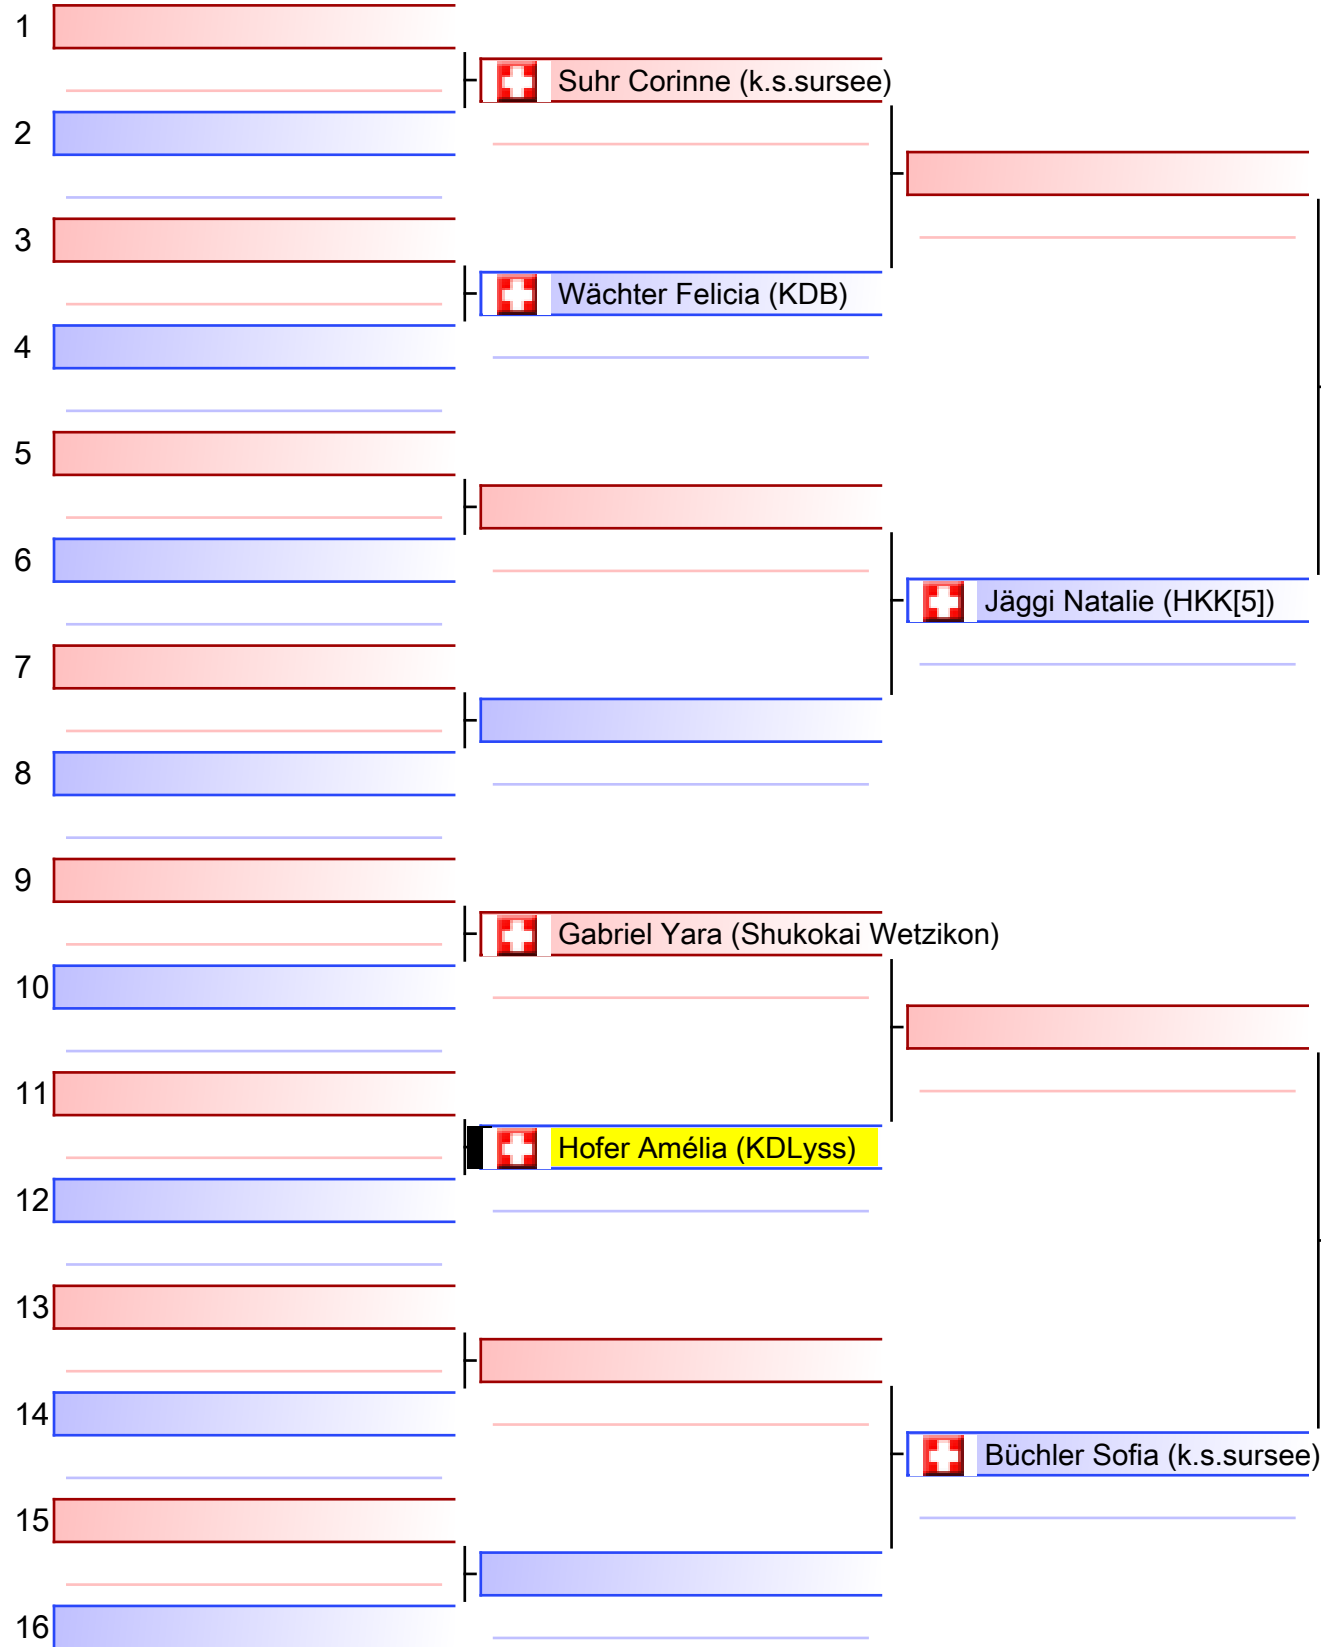 1
Suhr Corinne (k.s.sursee)
2
3
Wächter Felicia (KDB)
4
5
6
Jäggi Natalie (HKK[5])
7
8
9
Gabriel Yara (Shukokai Wetzikon)
10
11
Hofer Amélia (KDLyss)
12
13
14
Büchler Sofia (k.s.sursee)
15
16